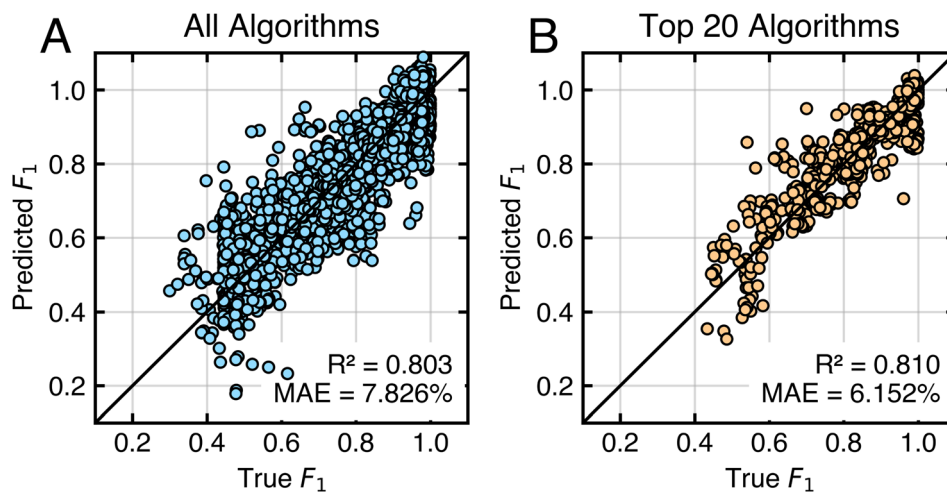 A
All Algorithms
Predicted F₁
1.0
0.8
0.6
0.4
0.2
R² = 0.803
MAE = 7.826%
0.2 0.4 0.6 0.8 1.0
True F₁
B
Top 20 Algorithms
Predicted F₁
1.0
0.8
0.6
0.4
0.2
R² = 0.810
MAE = 6.152%
0.2 0.4 0.6 0.8 1.0
True F₁